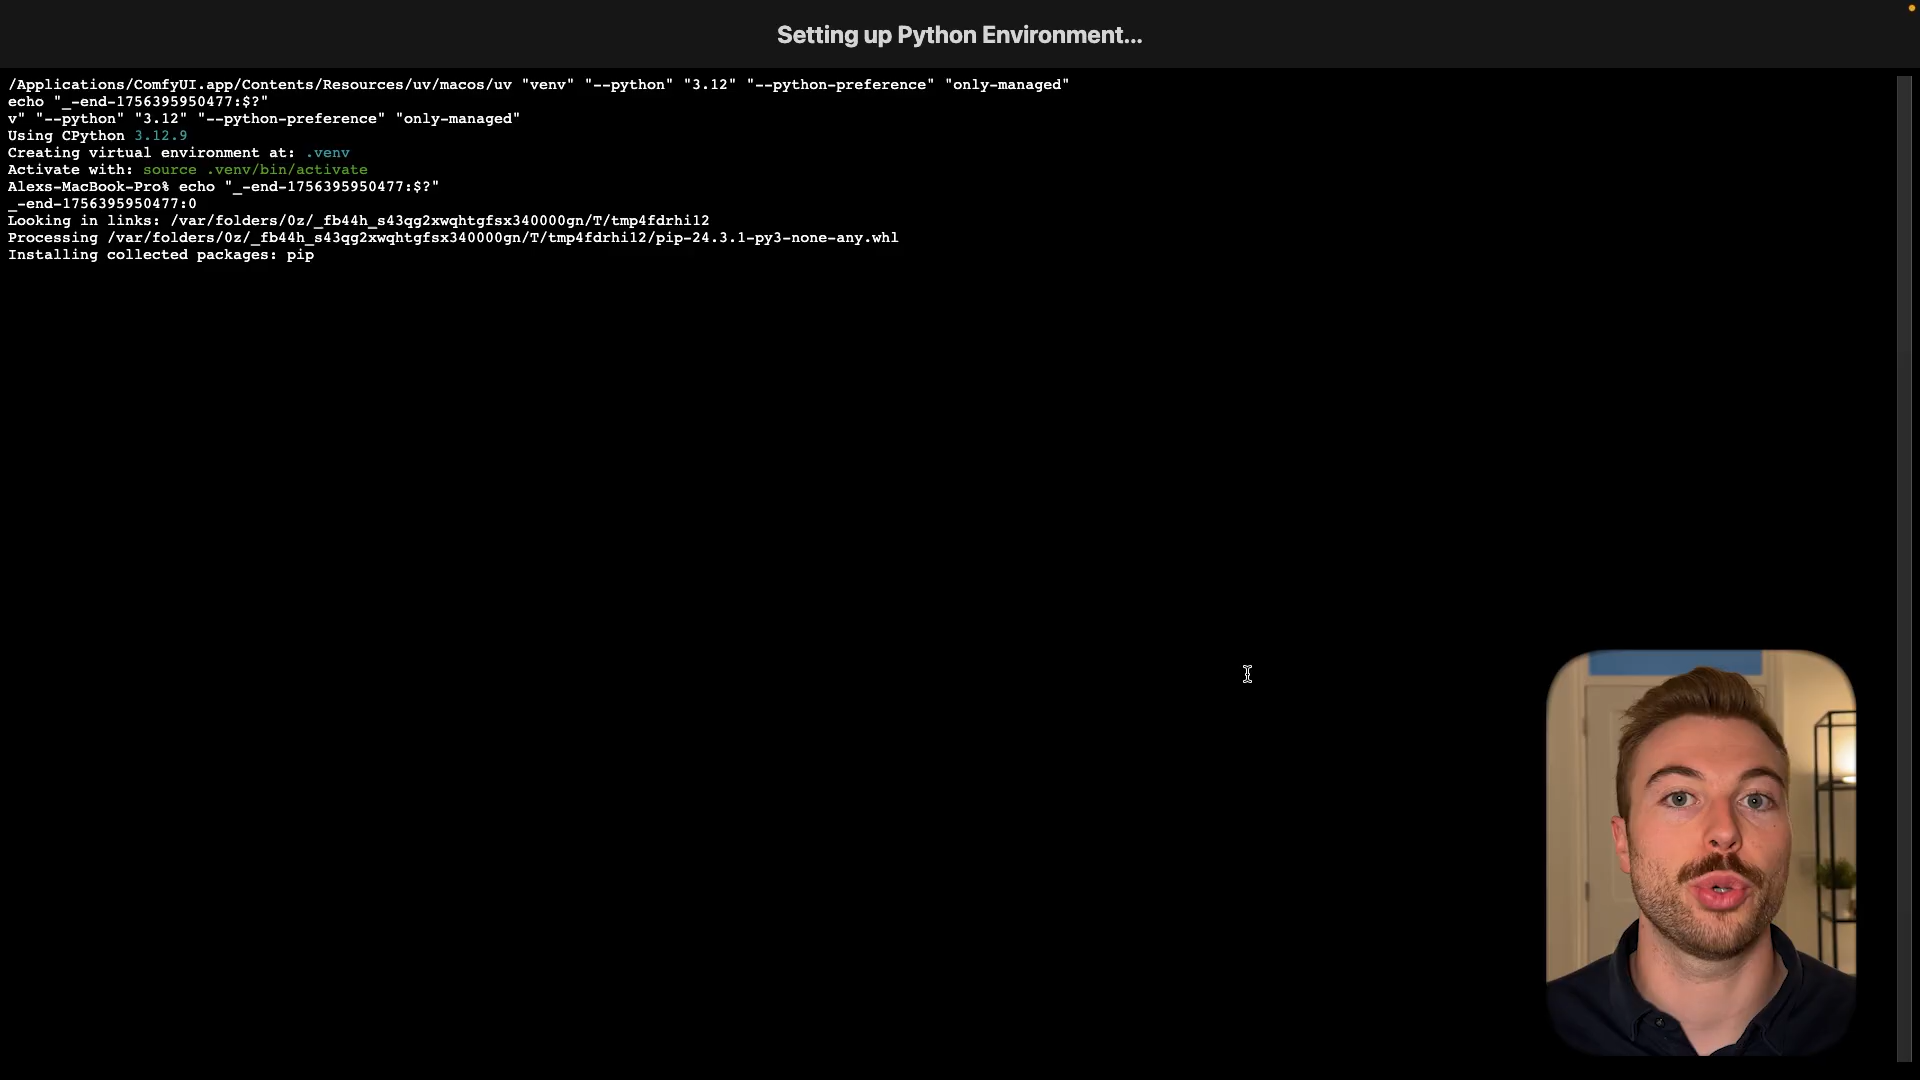 Setting up Python Environment...
/Applications/ComfyUI.app/Contents/Resources/uv/macos/uv "venv" "--python" "3.12" "--python-preference" "only-managed"
echo "_-end-1756395950477:$?"
v" "--python" "3.12" "--python-preference" "only-managed"
Using CPython 3.12.9
Creating virtual environment at: .venv
Activate with: source .venv/bin/activate
Alexs-MacBook-Pro% echo "_-end-1756395950477:$?"
_-end-1756395950477:0
Looking in links: /var/folders/0z/_fb44h_s43qg2xwqhtgfsx340000gn/T/tmp4fdrhi12
Processing /var/folders/0z/_fb44h_s43qg2xwqhtgfsx340000gn/T/tmp4fdrhi12/pip-24.3.1-py3-none-any.whl
Installing collected packages: pip